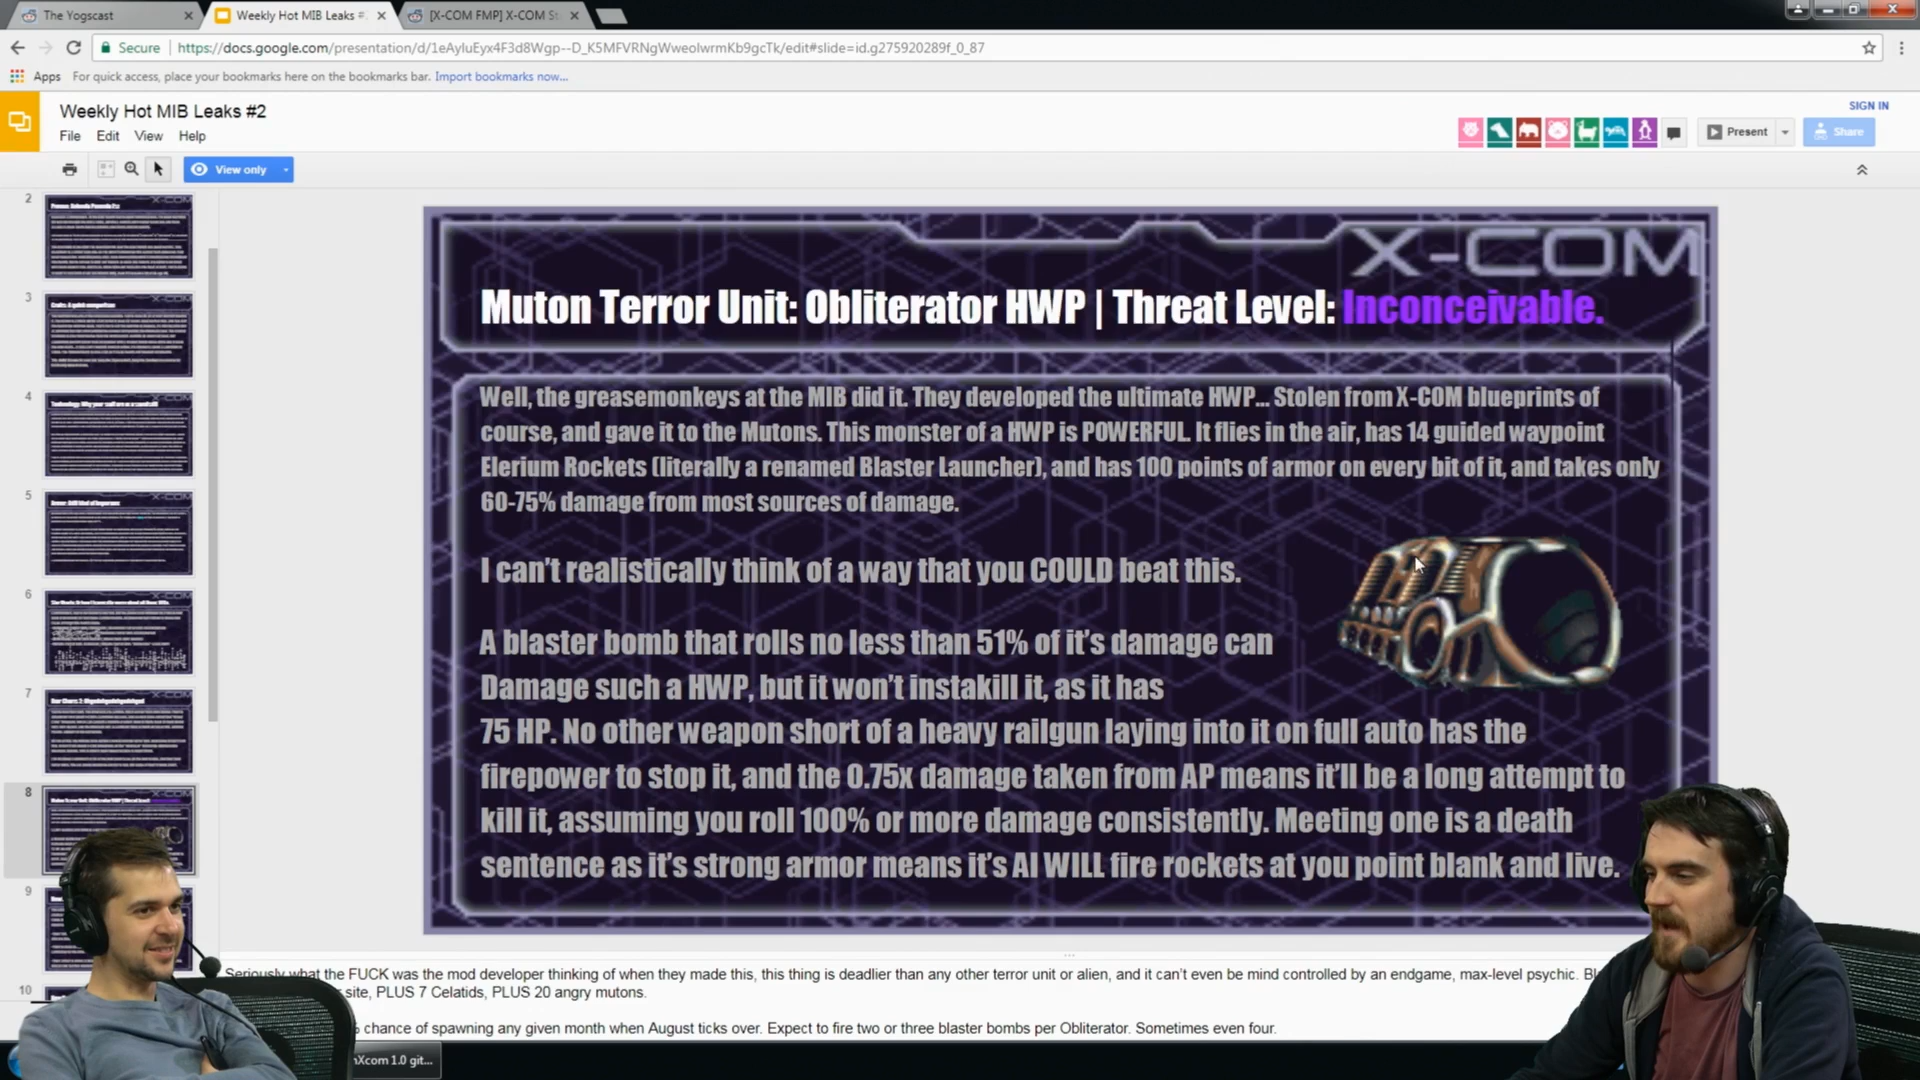 The Yogscast
Weekly Hot MIB Leaks #
[X-COM FMP] X-COM St
Secure
https://docs.google.com/presentation/d/1eAyIuEyx4F3d8Wgp--D_K5MFVRNgWweolwrmKb9gcTk/edit#slide=id.g275920289f_0_87
Apps
For quick access, place your bookmarks here on the bookmarks bar. Import bookmarks now...
Weekly Hot MIB Leaks #2
SIGN IN
File Edit View Help
Present
Share
View only
2
3
4
5
6
7
8
9
10
X-COM
Muton Terror Unit: Obliterator HWP | Threat Level: Inconceivable.
Well, the greasemonkeys at the MIB did it. They developed the ultimate HWP... Stolen from X-COM blueprints of
course, and gave it to the Mutons. This monster of a HWP is POWERFUL. It flies in the air, has 14 guided waypoint
Elerium Rockets (literally a renamed Blaster Launcher), and has 100 points of armor on every bit of it, and takes only
60-75% damage from most sources of damage.
I can't realistically think of a way that you COULD beat this.
A blaster bomb that rolls no less than 51% of it's damage can
Damage such a HWP, but it won't instakill it, as it has
75 HP. No other weapon short of a heavy railgun laying into it on full auto has the
firepower to stop it, and the 0.75x damage taken from AP means it'll be a long attempt to
kill it, assuming you roll 100% or more damage consistently. Meeting one is a death
sentence as it's strong armor means it's AI WILL fire rockets at you point blank and live.
Seriously what the FUCK was the mod developer thinking of when they made this, this thing is deadlier than any other terror unit or alien, and it can't even be mind controlled by an endgame, max-level psychic.
site, PLUS 7 Celatids, PLUS 20 angry mutons.
% chance of spawning any given month when August ticks over. Expect to fire two or three blaster bombs per Obliterator. Sometimes even four.
nXcom 1.0 git...